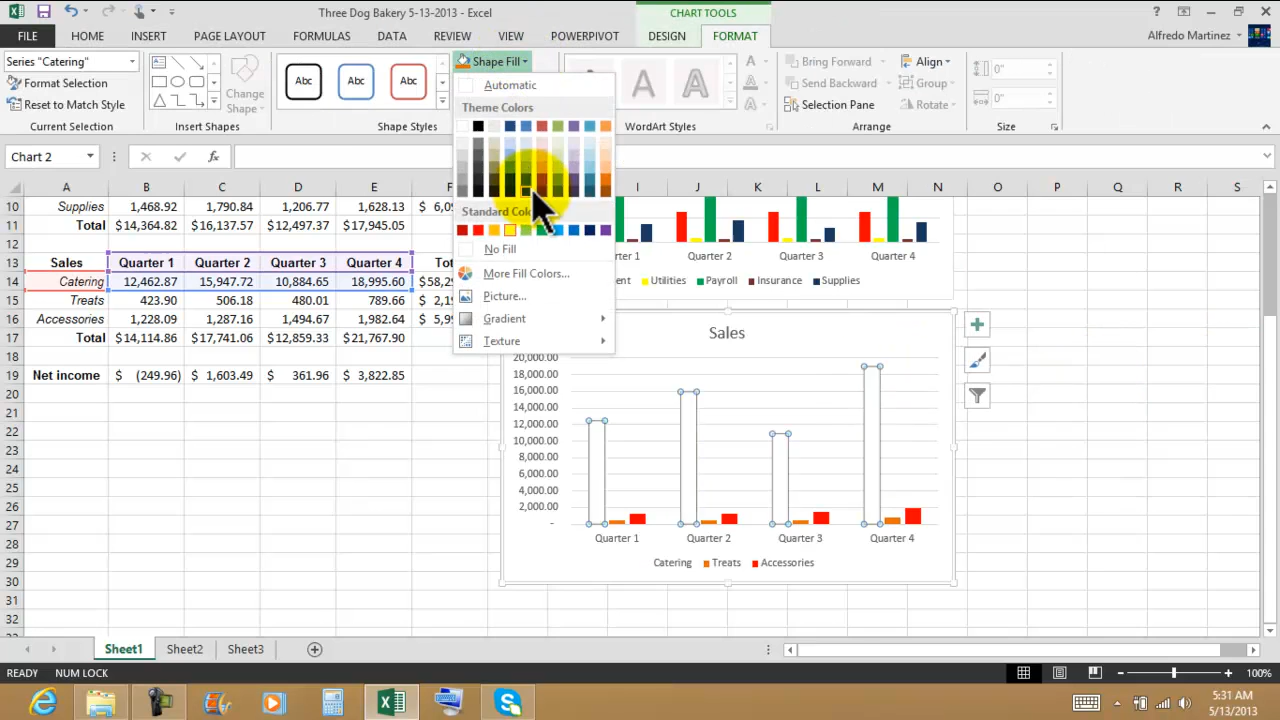 Three Dog Bakery 5-13-2013 - Excel
CHART TOOLS
FILE HOME INSERT PAGE LAYOUT FORMULAS DATA REVIEW VIEW POWERPIVOT DESIGN FORMAT
Alfredo Martinez
Series "Catering"
Format Selection
Reset to Match Style
Current Selection
Change
Shape
Insert Shapes
Abc Abc Abc
Shape Styles
Shape Fill
Automatic
Theme Colors
Standard
No Fill
More Fill Colors...
Picture...
Gradient
Texture
WordArt Styles
Bring Forward
Send Backward
Selection Pane
Align
Group
Rotate
Arrange
0"
0"
Size
Chart 2
A B C D E F I J K L M N O P Q R S
10 Supplies 1,468.92 1,790.84 1,206.77 1,628.13
11 Total $14,364.82 $16,137.57 $12,497.37 $17,945.05
12
13 Sales Quarter 1 Quarter 2 Quarter 3 Quarter 4
14 Catering 12,462.87 15,947.72 10,884.65 18,995.60
15 Treats 423.90 506.18 480.01 789.66
16 Accessories 1,228.09 1,287.16 1,494.67 1,982.64
17 Total $14,114.86 $17,741.06 $12,859.33 $21,767.90
18
19 Net income $ (249.96) $ 1,603.49 $ 361.96 $ 3,822.85
20
21
22
23
24
25
26
27
28
29
30
31
32
Quarter 2 Quarter 3 Quarter 4
Utilities Payroll Insurance Supplies
Sales
20,000.00
18,000.00
16,000.00
14,000.00
12,000.00
10,000.00
8,000.00
6,000.00
4,000.00
2,000.00
-
Quarter 1 Quarter 2 Quarter 3 Quarter 4
Catering Treats Accessories
Sheet1 Sheet2 Sheet3
READY NUM LOCK
100%
5:31 AM
5/13/2013